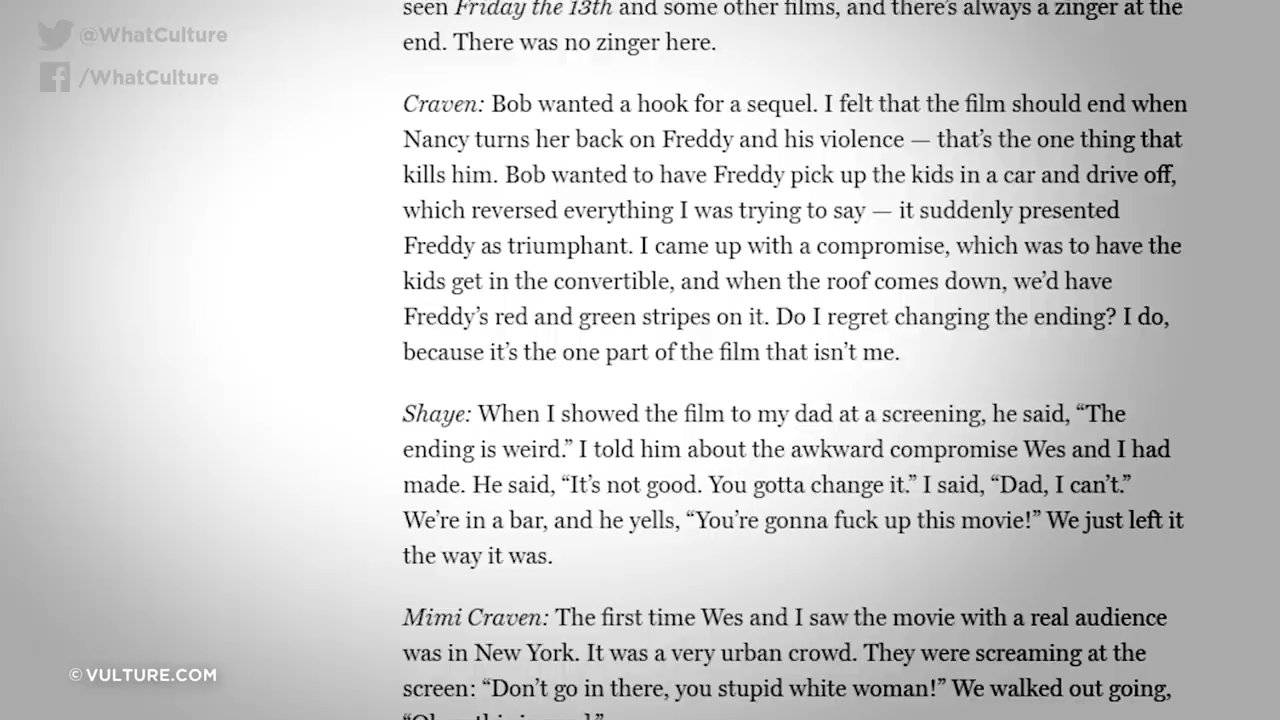 @WhatCulture
/WhatCulture
seen Friday the 13th and some other films, and there's always a zinger at the
end. There was no zinger here.
Craven: Bob wanted a hook for a sequel. I felt that the film should end when
Nancy turns her back on Freddy and his violence — that's the one thing that
kills him. Bob wanted to have Freddy pick up the kids in a car and drive off,
which reversed everything I was trying to say — it suddenly presented
Freddy as triumphant. I came up with a compromise, which was to have the
kids get in the convertible, and when the roof comes down, we'd have
Freddy's red and green stripes on it. Do I regret changing the ending? I do,
because it's the one part of the film that isn't me.
Shaye: When I showed the film to my dad at a screening, he said, “The
ending is weird.” I told him about the awkward compromise Wes and I had
made. He said, “It's not good. You gotta change it.” I said, “Dad, I can't.”
We're in a bar, and he yells, “You're gonna fuck up this movie!” We just left it
the way it was.
Mimi Craven: The first time Wes and I saw the movie with a real audience
was in New York. It was a very urban crowd. They were screaming at the
screen: “Don't go in there, you stupid white woman!” We walked out going,
© VULTURE.COM